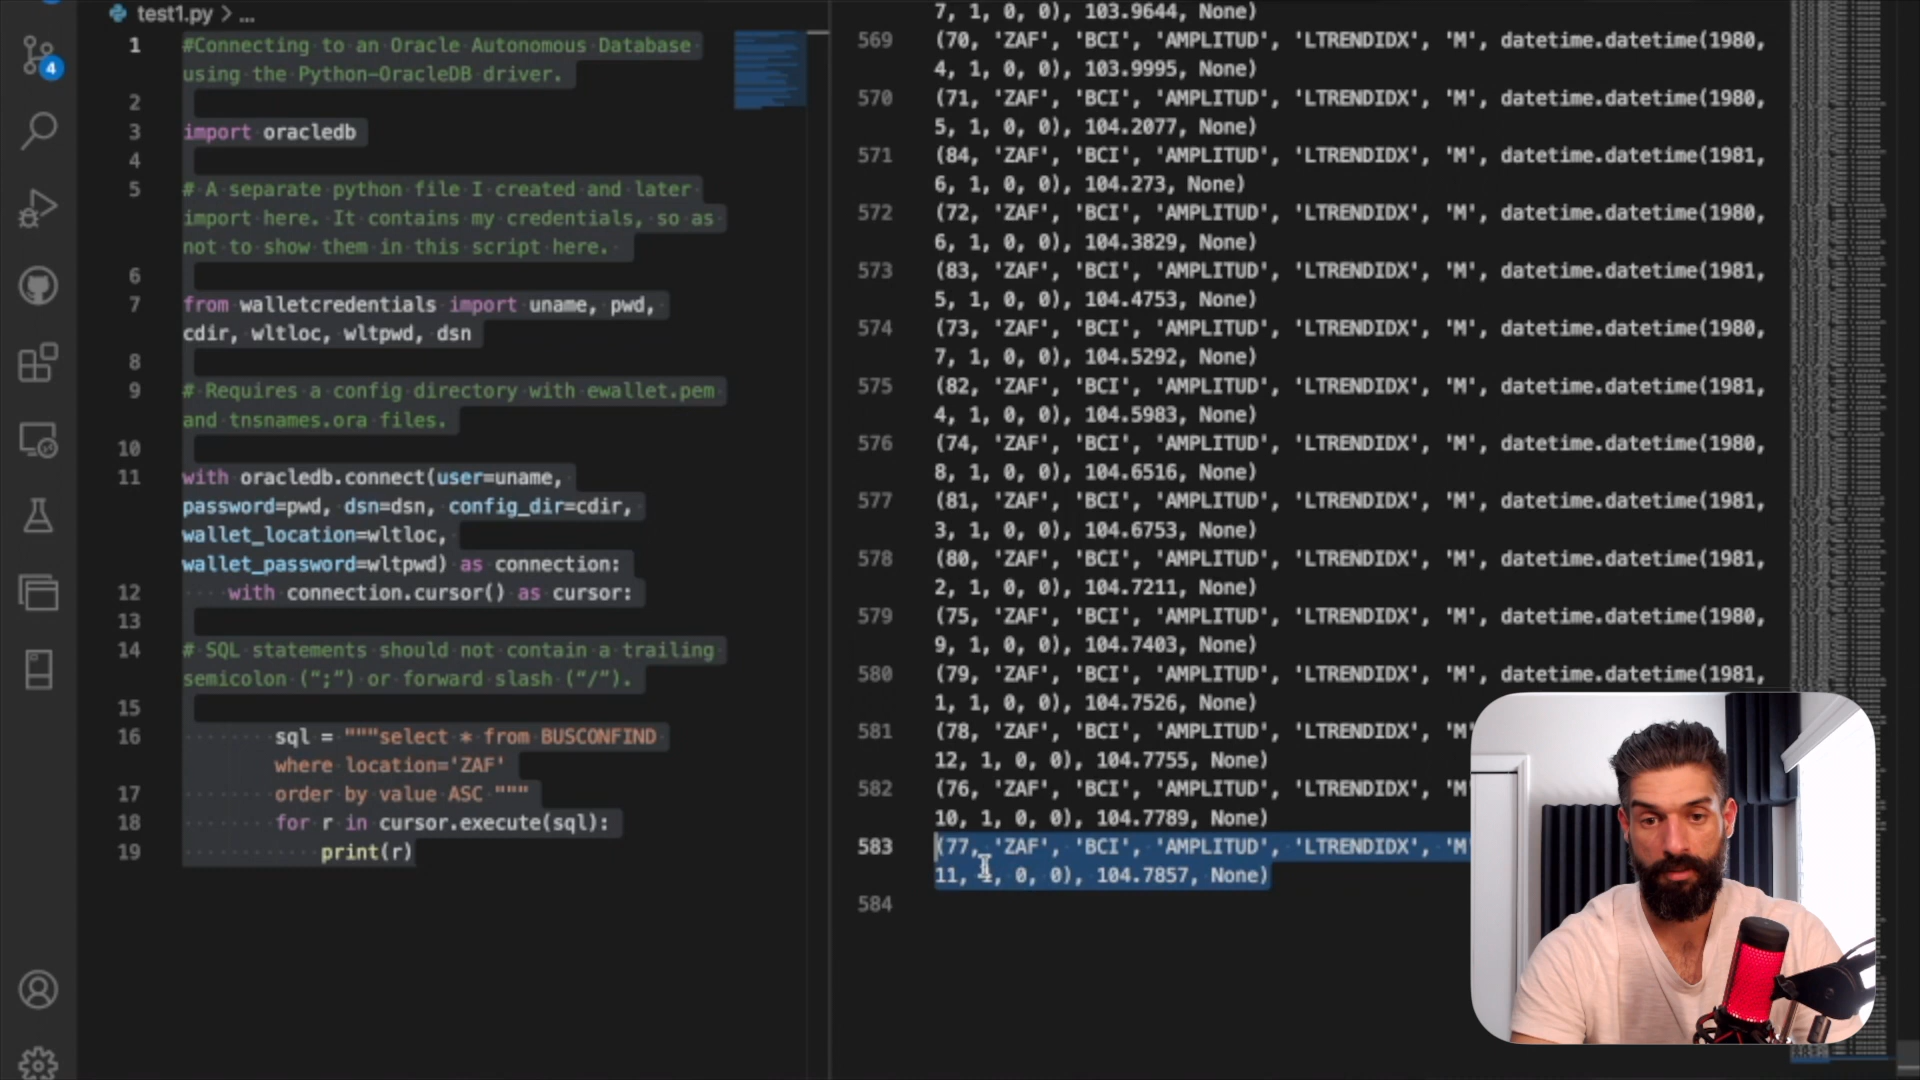 test1.py > ...
4
1 #Connecting to an Oracle Autonomous Database
using the Python-OracleDB driver.
2
3 import oracledb
4
5 # A separate python file I created and later
import here. It contains my credentials, so as
not to show them in this script here.
6
7 from walletcredentials import uname, pwd,
cdir, wltloc, wltpwd, dsn
8
9 # Requires a config directory with ewallet.pem
and tnsnames.ora files.
10
11 with oracledb.connect(user=uname,
password=pwd, dsn=dsn, config_dir=cdir,
wallet_location=wltloc,
wallet_password=wltpwd) as connection:
12 with connection.cursor() as cursor:
13
14 # SQL statements should not contain a trailing
semicolon (“;”) or forward slash (“/”).
15
16 sql = """select * from BUSCONFIND
where location='ZAF'
17 order by value ASC """
18 for r in cursor.execute(sql):
19 print(r)
7, 1, 0, 0), 103.9644, None)
569 (70, 'ZAF', 'BCI', 'AMPLITUD', 'LTRENDIDX', 'M', datetime.datetime(1980,
4, 1, 0, 0), 103.9995, None)
570 (71, 'ZAF', 'BCI', 'AMPLITUD', 'LTRENDIDX', 'M', datetime.datetime(1980,
5, 1, 0, 0), 104.2077, None)
571 (84, 'ZAF', 'BCI', 'AMPLITUD', 'LTRENDIDX', 'M', datetime.datetime(1981,
6, 1, 0, 0), 104.273, None)
572 (72, 'ZAF', 'BCI', 'AMPLITUD', 'LTRENDIDX', 'M', datetime.datetime(1980,
6, 1, 0, 0), 104.3829, None)
573 (83, 'ZAF', 'BCI', 'AMPLITUD', 'LTRENDIDX', 'M', datetime.datetime(1981,
5, 1, 0, 0), 104.4753, None)
574 (73, 'ZAF', 'BCI', 'AMPLITUD', 'LTRENDIDX', 'M', datetime.datetime(1980,
7, 1, 0, 0), 104.5292, None)
575 (82, 'ZAF', 'BCI', 'AMPLITUD', 'LTRENDIDX', 'M', datetime.datetime(1981,
4, 1, 0, 0), 104.5983, None)
576 (74, 'ZAF', 'BCI', 'AMPLITUD', 'LTRENDIDX', 'M', datetime.datetime(1980,
8, 1, 0, 0), 104.6516, None)
577 (81, 'ZAF', 'BCI', 'AMPLITUD', 'LTRENDIDX', 'M', datetime.datetime(1981,
3, 1, 0, 0), 104.6753, None)
578 (80, 'ZAF', 'BCI', 'AMPLITUD', 'LTRENDIDX', 'M', datetime.datetime(1981,
2, 1, 0, 0), 104.7211, None)
579 (75, 'ZAF', 'BCI', 'AMPLITUD', 'LTRENDIDX', 'M', datetime.datetime(1980,
9, 1, 0, 0), 104.7403, None)
580 (79, 'ZAF', 'BCI', 'AMPLITUD', 'LTRENDIDX', 'M', datetime.datetime(1981,
1, 1, 0, 0), 104.7526, None)
581 (78, 'ZAF', 'BCI', 'AMPLITUD', 'LTRENDIDX', 'M
12, 1, 0, 0), 104.7755, None)
582 (76, 'ZAF', 'BCI', 'AMPLITUD', 'LTRENDIDX', 'M
10, 1, 0, 0), 104.7789, None)
583 (77, 'ZAF', 'BCI', 'AMPLITUD', 'LTRENDIDX', 'M
11, 1, 0, 0), 104.7857, None)
584